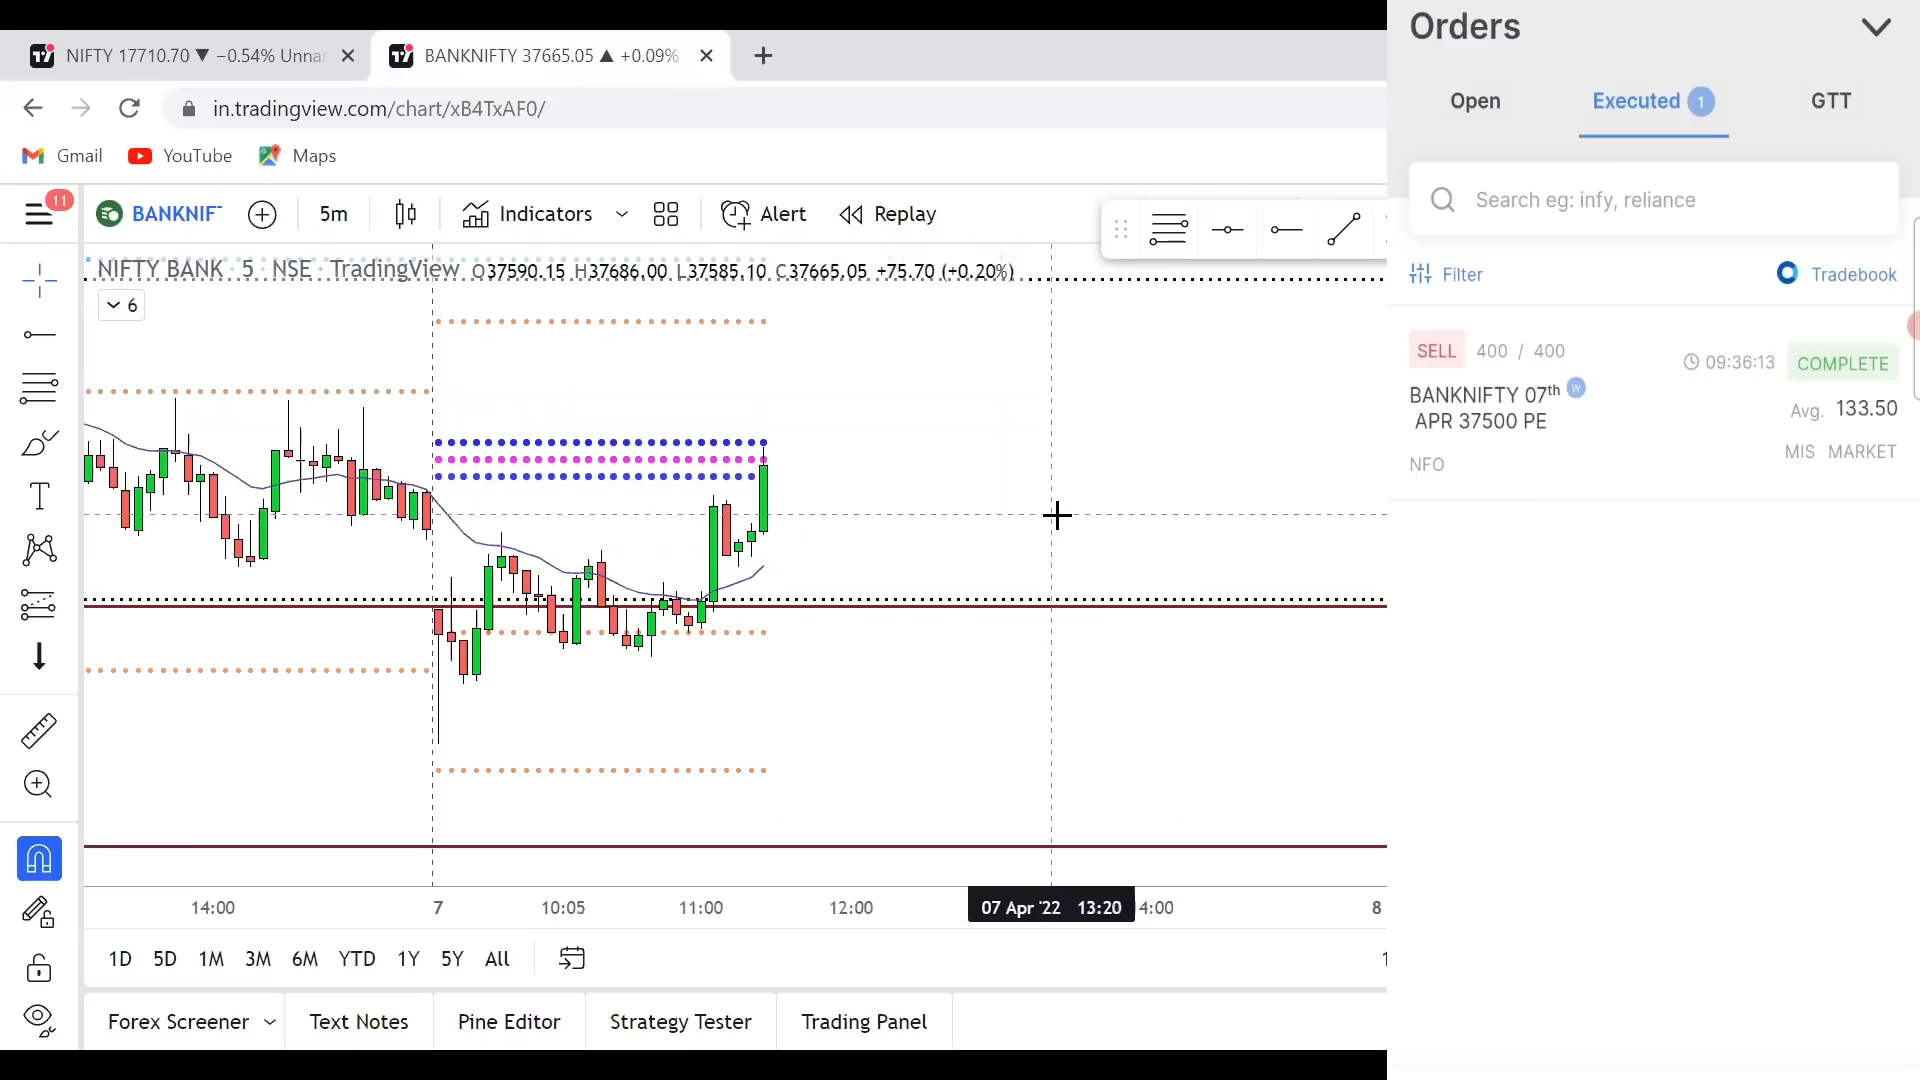 NIFTY 17710.70 ▼ −0.54% Unnar
BANKNIFTY 37665.05 ▲ +0.09%
in.tradingview.com/chart/xB4TxAF0/
Gmail
YouTube
Maps
11
BANKNIF
5m
Indicators
Alert
Replay
NIFTY BANK · 5 · NSE · TradingView O37590.15 H37686.00 L37585.10 C37665.05 +75.70 (+0.20%)
6
14:00
7
10:05
11:00
12:00
07 Apr '22 13:20
4:00
8
1D 5D 1M 3M 6M YTD 1Y 5Y All
1
Forex Screener
Text Notes
Pine Editor
Strategy Tester
Trading Panel
Orders
Open
Executed 1
GTT
Search eg: infy, reliance
Filter
Tradebook
SELL 400 / 400
09:36:13 COMPLETE
BANKNIFTY 07th W
APR 37500 PE
Avg. 133.50
NFO
MIS MARKET